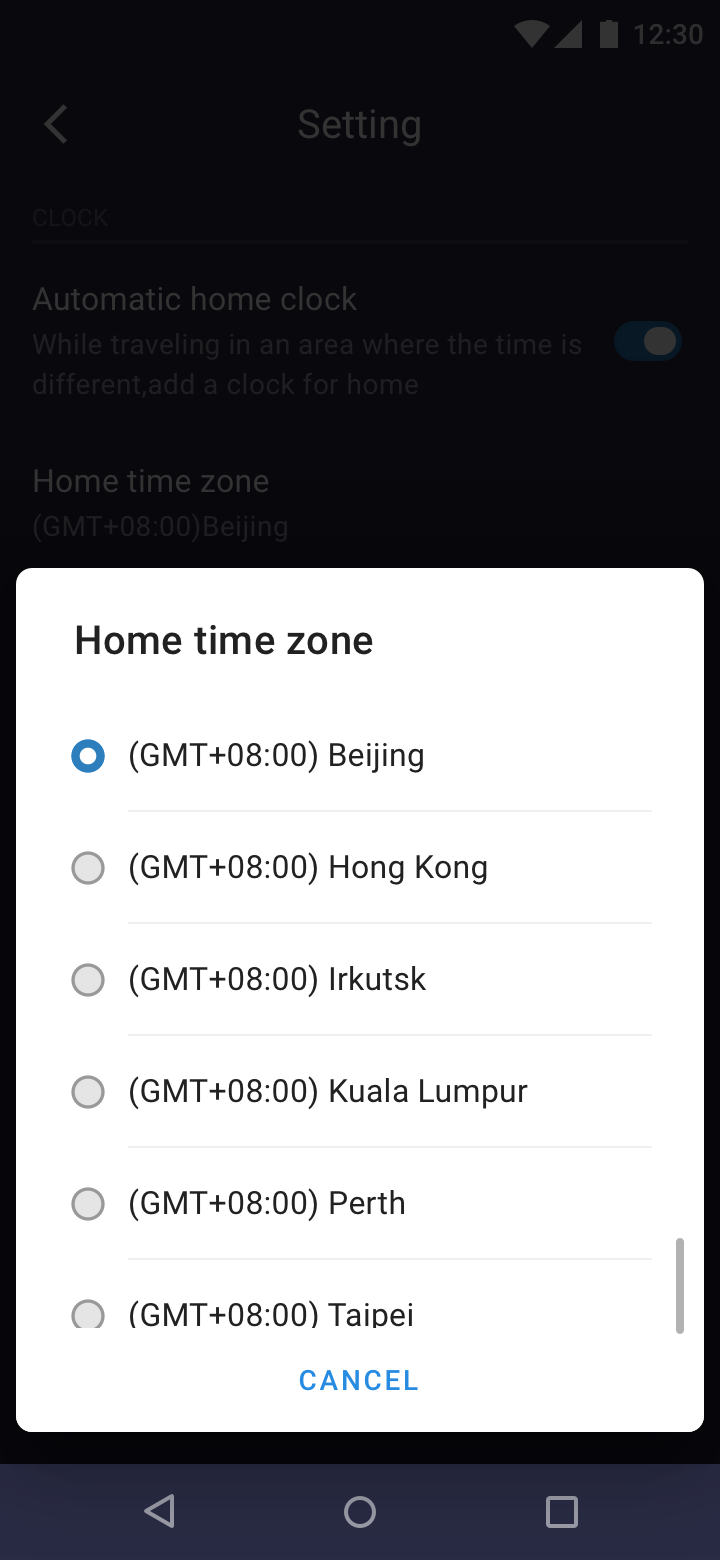 12:30
Setting
CLOCK
Automatic home clock
While traveling in an area where the time is
different,add a clock for home
Home time zone
(GMT+08:00)Beijing
Home time zone
(GMT+08:00) Beijing
(GMT+08:00) Hong Kong
(GMT+08:00) Irkutsk
(GMT+08:00) Kuala Lumpur
(GMT+08:00) Perth
(GMT+08:00) Taipei
CANCEL